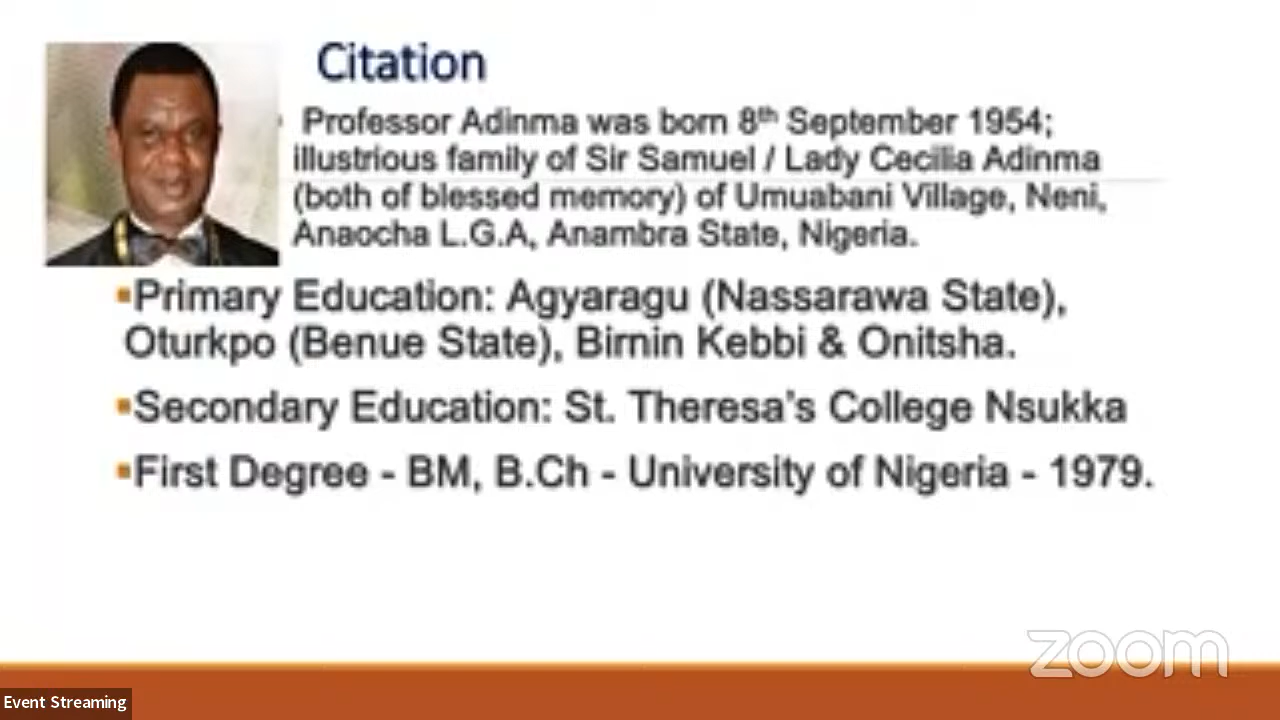 Citation
Professor Adinma was born 8th September 1954;
illustrious family of Sir Samuel / Lady Cecilia Adinma
(both of blessed memory) of Umuabani Village, Neni,
Anaocha L.G.A, Anambra State, Nigeria.
▪Primary Education: Agyaragu (Nassarawa State),
Oturkpo (Benue State), Birnin Kebbi & Onitsha.
▪Secondary Education: St. Theresa's College Nsukka
▪First Degree - BM, B.Ch - University of Nigeria - 1979.
zoom
Event Streaming